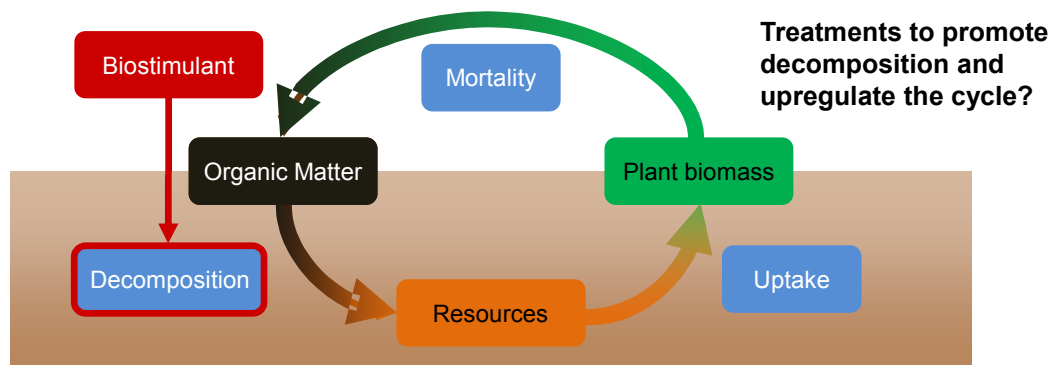 Treatments to promote
decomposition and
upregulate the cycle?
Biostimulant
Mortality
Organic Matter
Plant biomass
Decomposition
Uptake
Resources